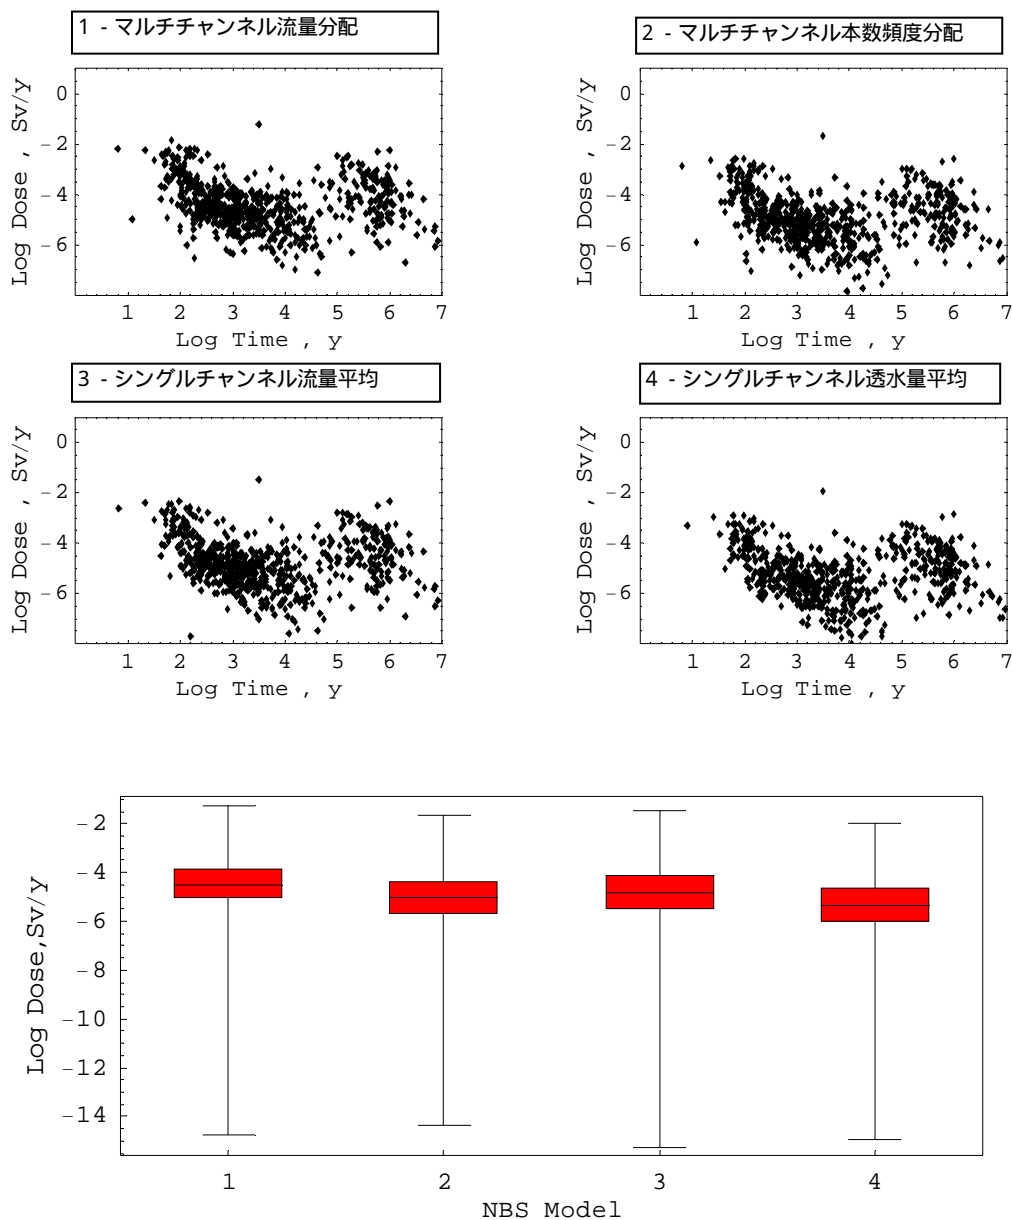 1 - マルチチャンネル流量分配
2 - マルチチャンネル本数頻度分配
Log Dose , Sv/y
0
-2
-4
-6
1 2 3 4 5 6 7
Log Time , y
Log Dose , Sv/y
0
-2
-4
-6
1 2 3 4 5 6 7
Log Time , y
3 - シングルチャンネル流量平均
4 - シングルチャンネル透水量平均
Log Dose , Sv/y
0
-2
-4
-6
1 2 3 4 5 6 7
Log Time , y
Log Dose , Sv/y
0
-2
-4
-6
1 2 3 4 5 6 7
Log Time , y
Log Dose,Sv/y
-2
-4
-6
-8
-10
-12
-14
1 2 3 4
NBS Model